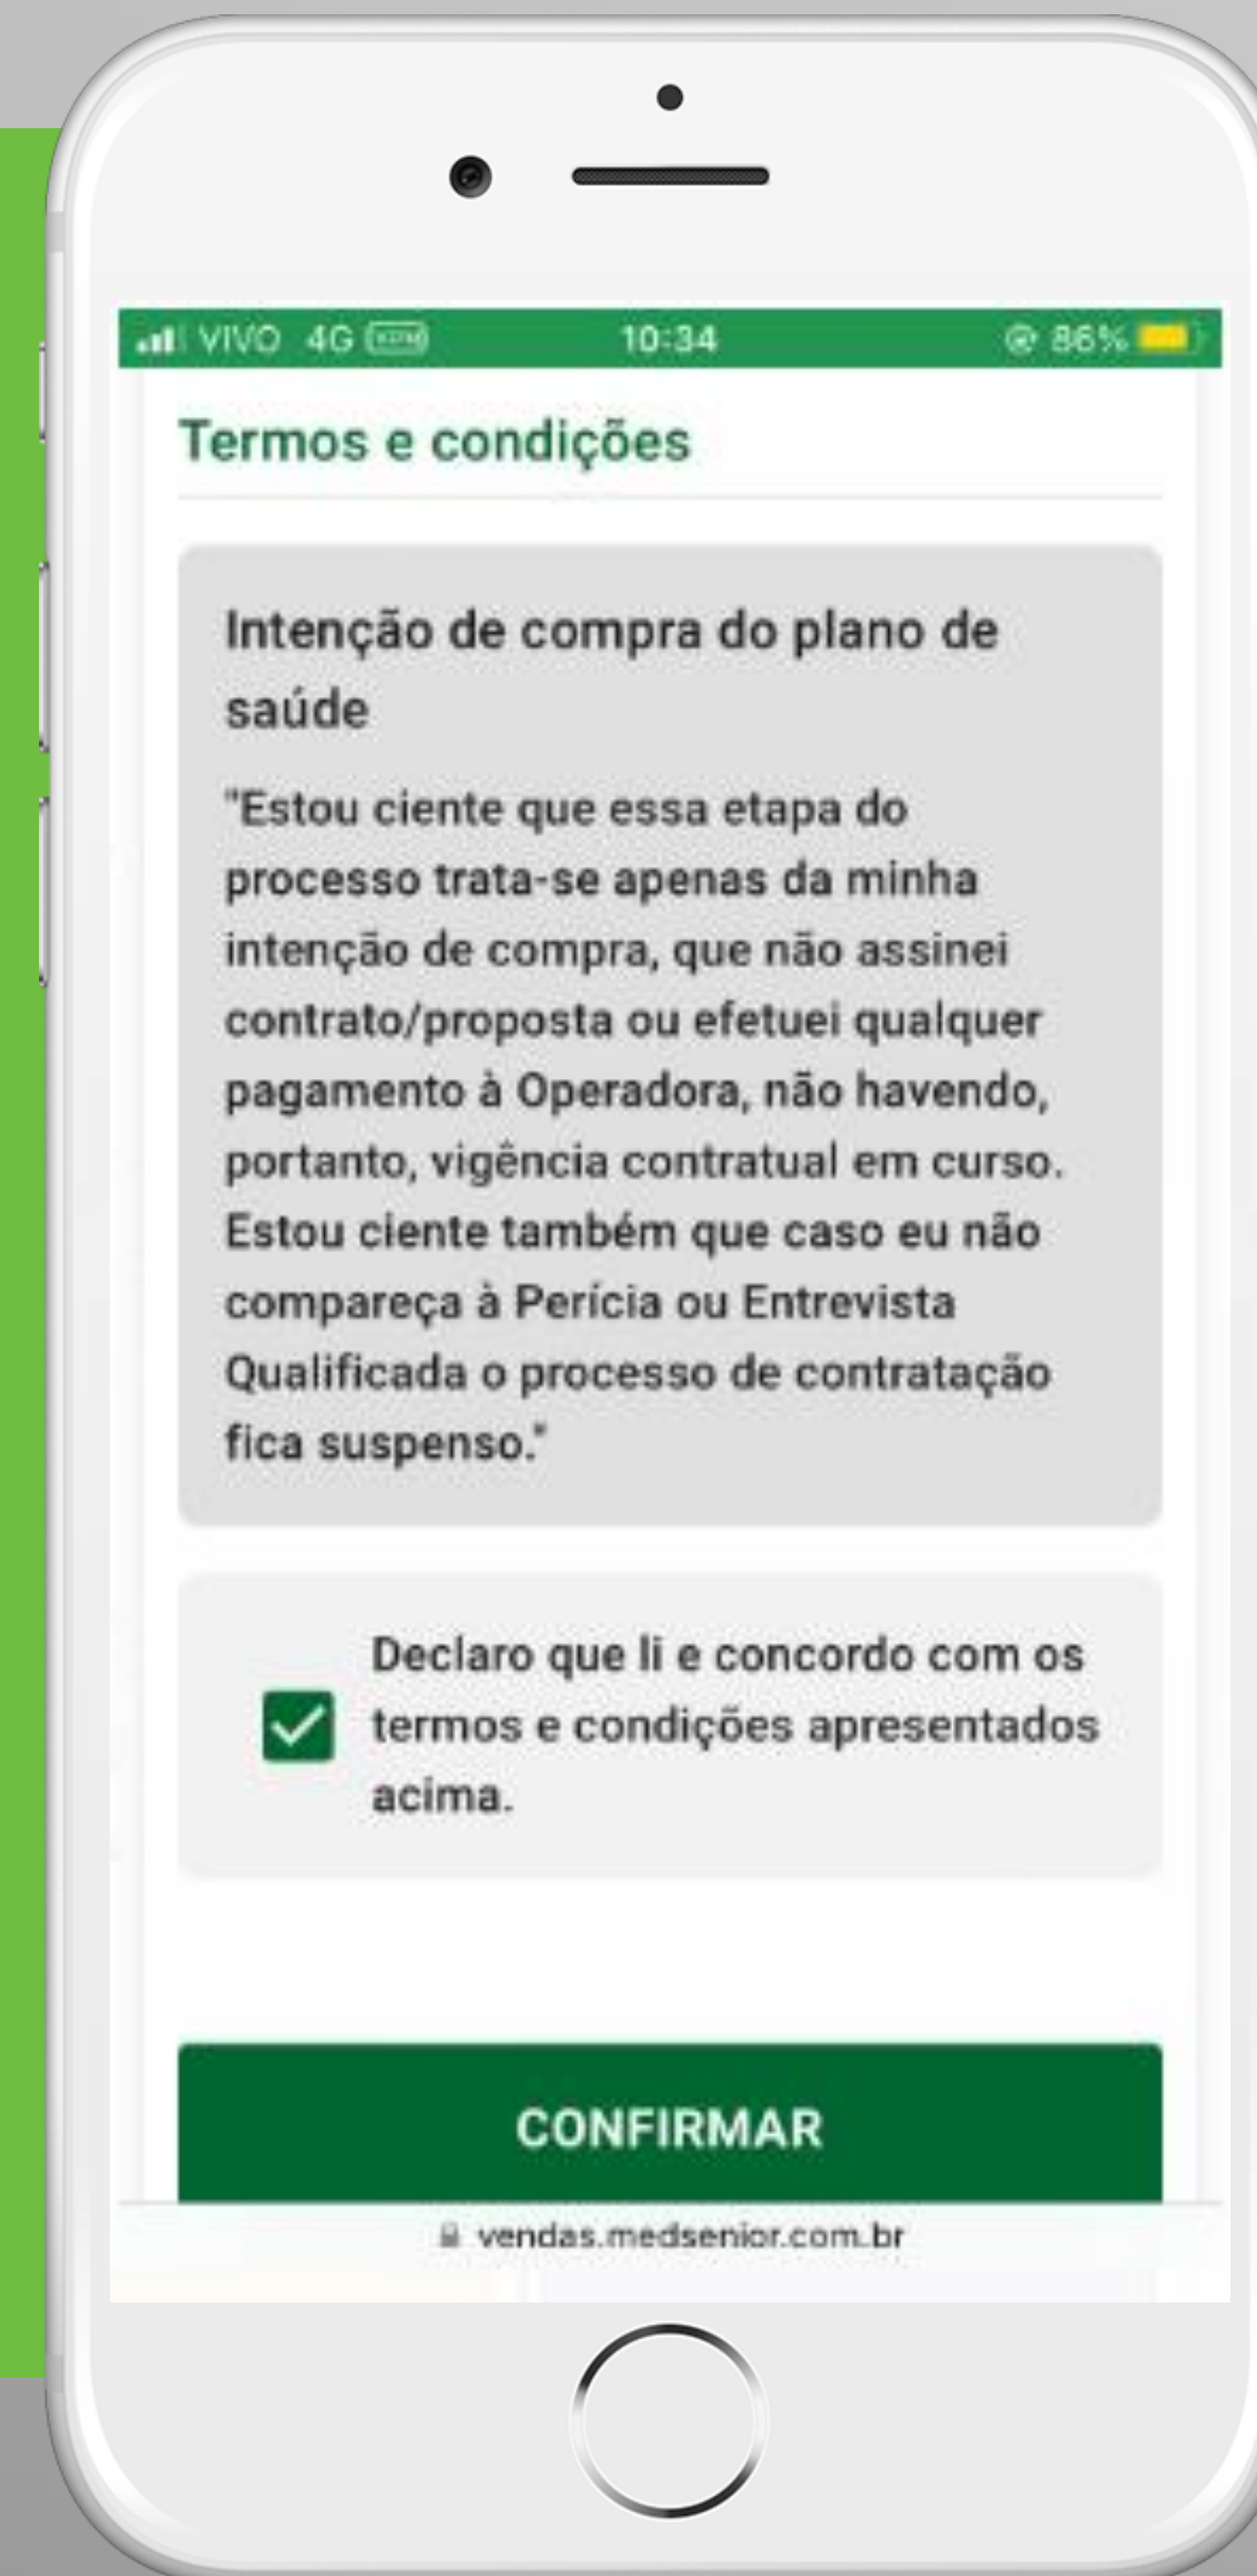 VIVO 4G VPN
10:34
86%
Termos e condições
Intenção de compra do plano de
saúde
"Estou ciente que essa etapa do
processo trata-se apenas da minha
intenção de compra, que não assinei
contrato/proposta ou efetuei qualquer
pagamento à Operadora, não havendo,
portanto, vigência contratual em curso.
Estou ciente também que caso eu não
compareça à Perícia ou Entrevista
Qualificada o processo de contratação
fica suspenso."
Declaro que li e concordo com os
termos e condições apresentados
acima.
CONFIRMAR
vendas.medsenior.com.br